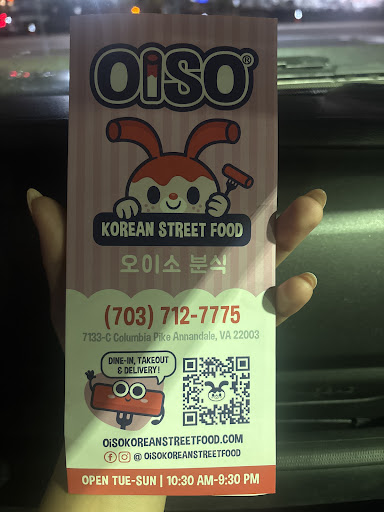 OiSO®
KOREAN STREET FOOD
오이소 분식
(703) 712-7775
7133-C Columbia Pike Annandale, VA 22003
DINE-IN, TAKEOUT
& DELIVERY!
OiSOKOREANSTREETFOOD.COM
@ OiSOKOREANSTREETFOOD
OPEN TUE-SUN | 10:30 AM-9:30 PM